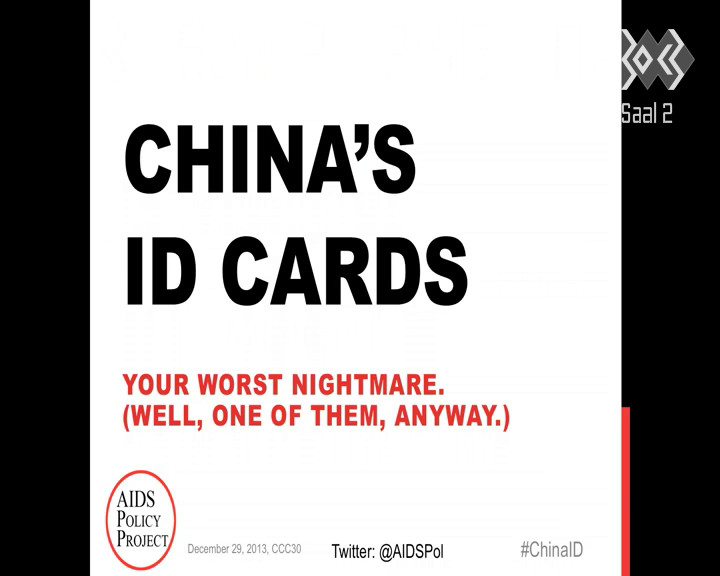 CHINA'S
ID CARDS
YOUR WORST NIGHTMARE.
(WELL, ONE OF THEM, ANYWAY.)
AIDS
POLICY
PROJECT
December 29, 2013, CCC30
Twitter: @AIDSPol
#ChinaID
Saal 2